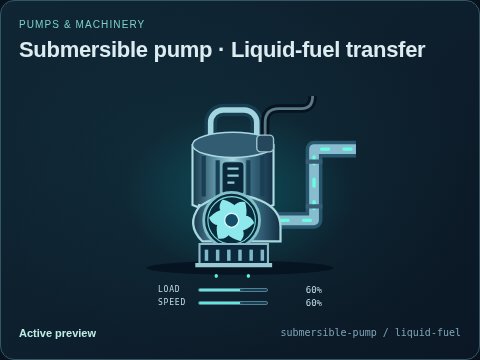 PUMPS & MACHINERY
Submersible pump · Liquid-fuel transfer
LOAD 60%
SPEED 60%
Active preview submersible-pump / liquid-fuel